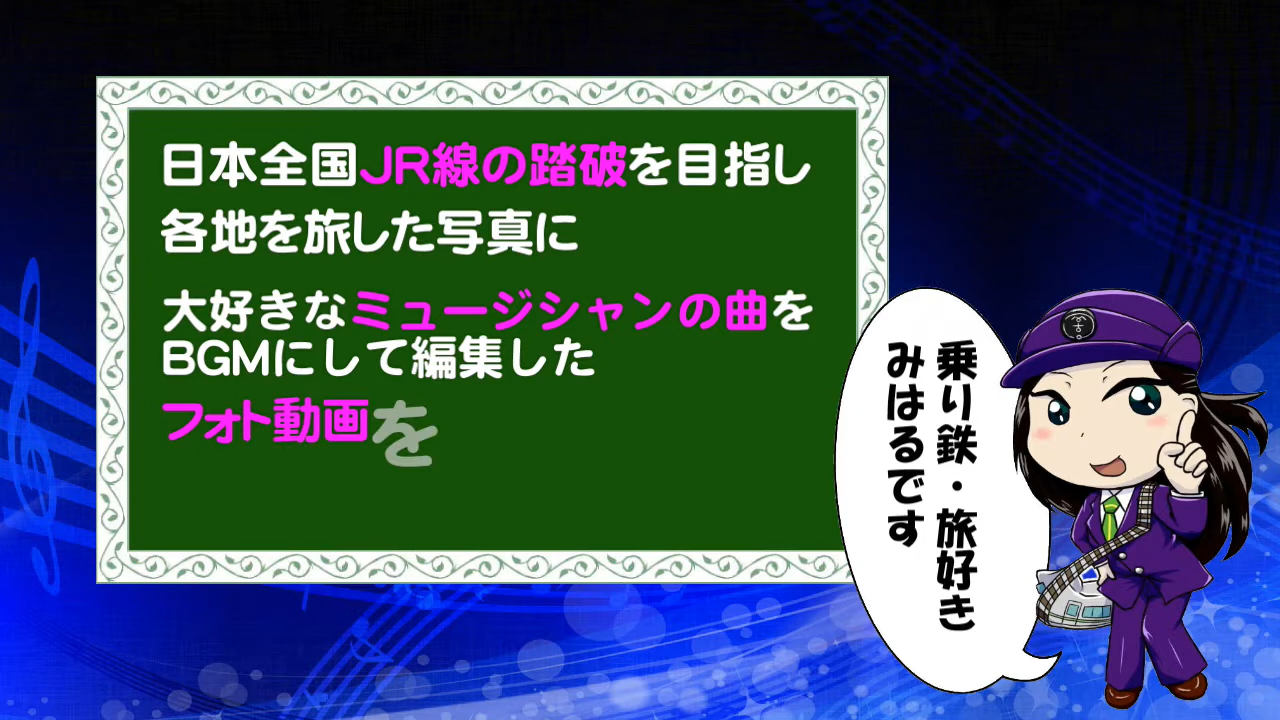 日本全国JR線の踏破を目指し
各地を旅した写真に
大好きなミュージシャンの曲を
BGMにして編集した
フォト動画を
乗り鉄・旅好き
みはるです